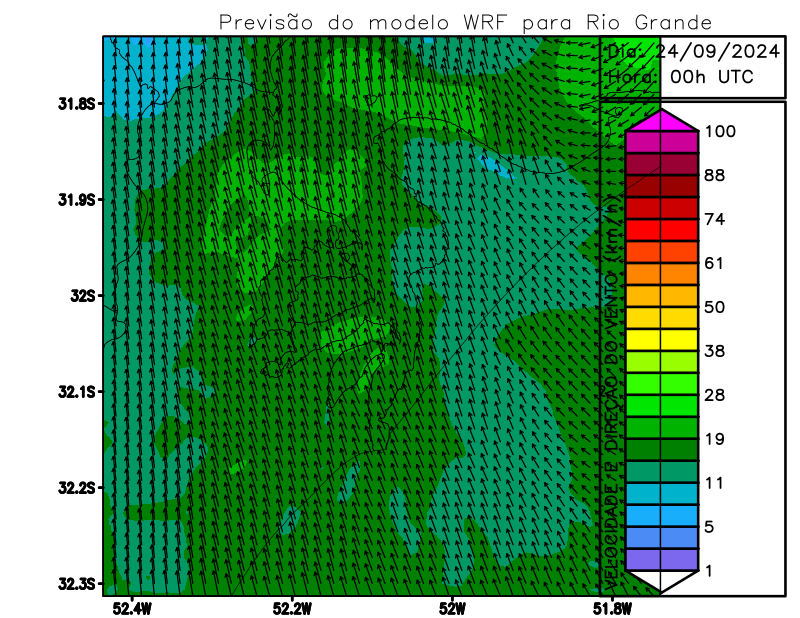 Previsão do modelo WRF para Rio Grande
Dia: 24/09/2024
Hora: 00h UTC
31.8S
31.9S
32S
32.1S
32.2S
32.3S
52.4W
52.2W
52W
51.8W
VELOCIDADE E DIREÇÃO DO VENTO (km/h)
100
88
74
61
50
38
28
19
11
5
1